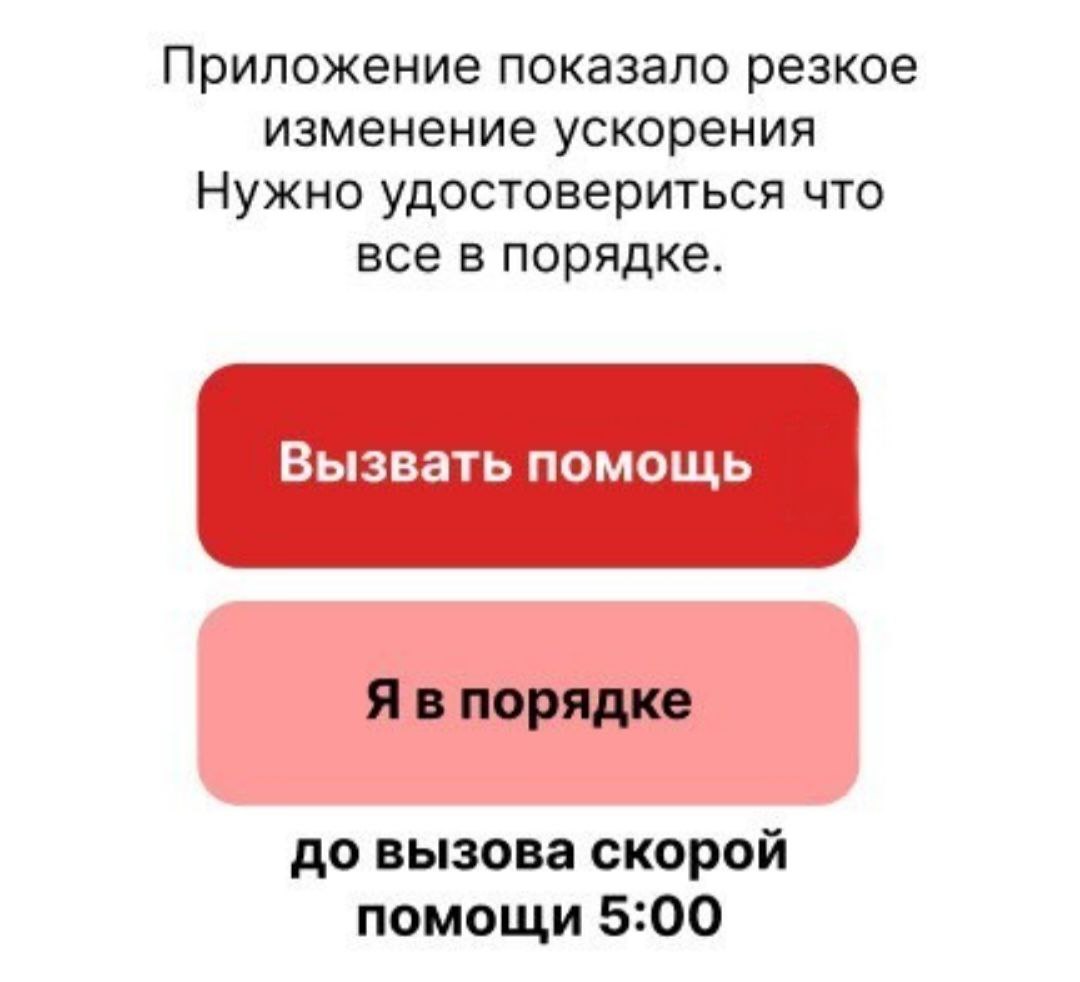 Приложение показало резкое
изменение ускорения
Нужно удостовериться что
все в порядке.
Вызвать помощь
Я в порядке
до вызова скорой
помощи 5:00